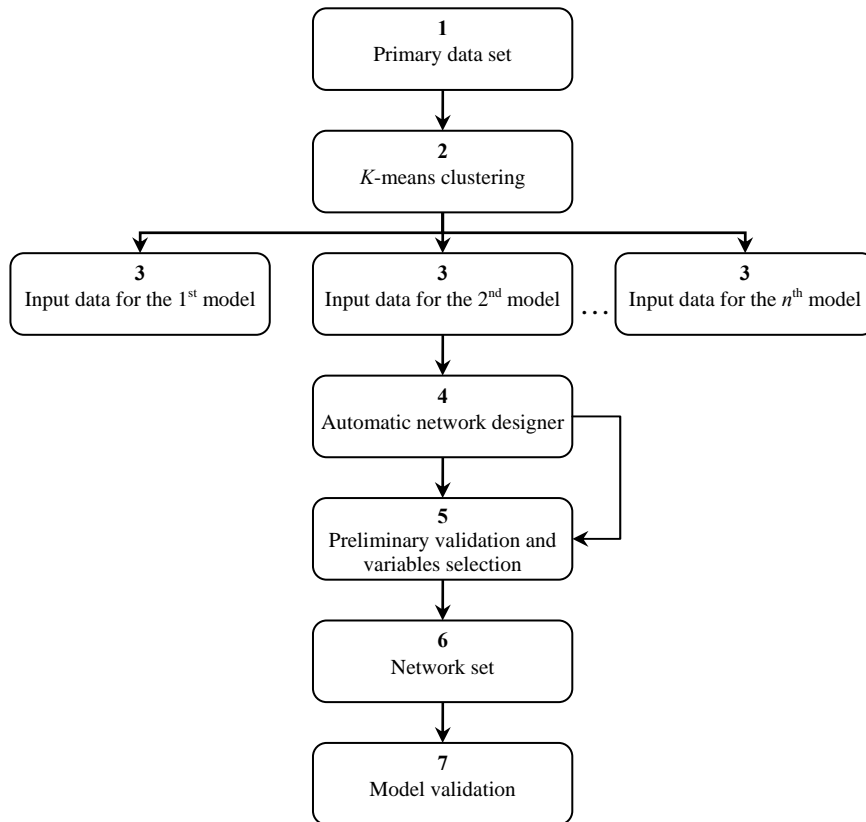 1
Primary data set
2
K-means clustering
3
Input data for the 1st model
3
Input data for the 2nd model
...
3
Input data for the nth model
4
Automatic network designer
5
Preliminary validation and
variables selection
6
Network set
7
Model validation